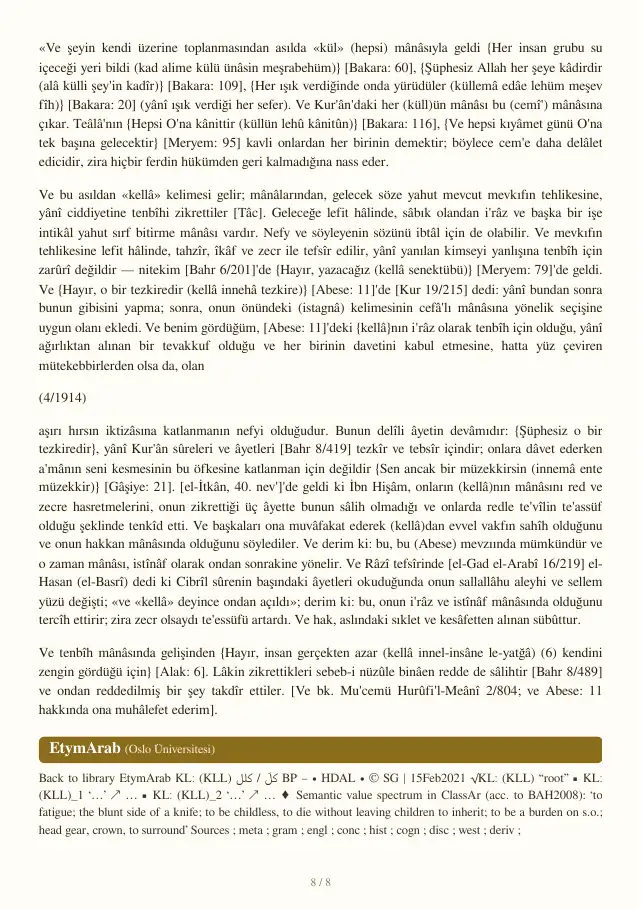 «Ve şeyin kendi üzerine toplanmasından asılda «kül» (hepsi) mânâsıyla geldi {Her insan grubu su
içeceği yeri bildi (kad alime külü ünâsin meşrabehüm)} [Bakara: 60], {Şüphesiz Allah her şeye kâdirdir
(alâ külli şey'in kadîr)} [Bakara: 109], {Her ışık verdiğinde onda yürüdüler (küllemâ edâe lehüm meşev
fîh)} [Bakara: 20] (yânî ışık verdiği her sefer). Ve Kur'ân'daki her (küll)ün mânâsı bu (cemî') mânâsına
çıkar. Teâlâ'nın {Hepsi O'na kânittir (küllün lehû kânitûn)} [Bakara: 116], {Ve hepsi kıyâmet günü O'na
tek başına gelecektir} [Meryem: 95] kavli onlardan her birinin demektir; böylece cem'e daha delâlet
edicidir, zira hiçbir ferdin hükümden geri kalmadığına nass eder.
Ve bu asıldan «kellâ» kelimesi gelir; mânâlarından, gelecek söze yahut mevcut mevkıfın tehlikesine,
yânî ciddiyetine tenbîhi zikrettiler [Tâc]. Geleceğe lefit hâlinde, sâbık olandan i'râz ve başka bir işe
intikâl yahut sırf bitirme mânâsı vardır. Nefy ve söyleyenin sözünü ibtâl için de olabilir. Ve mevkıfın
tehlikesine lefit hâlinde, tahzîr, îkâf ve zecr ile tefsîr edilir, yânî yanılan kimseyi yanlışına tenbîh için
zarûrî değildir — nitekim [Bahr 6/201]'de {Hayır, yazacağız (kellâ senektübü)} [Meryem: 79]'de geldi.
Ve {Hayır, o bir tezkiredir (kellâ innehâ tezkire)} [Abese: 11]'de [Kur 19/215] dedi: yânî bundan sonra
bunun gibisini yapma; sonra, onun önündeki (istagnâ) kelimesinin cefâ'lı mânâsına yönelik seçişine
uygun olanı ekledi. Ve benim gördüğüm, [Abese: 11]'deki {kellâ}nın i'râz olarak tenbîh için olduğu, yânî
ağırlıktan alınan bir tevakkuf olduğu ve her birinin davetini kabul etmesine, hatta yüz çeviren
mütekebbirlerden olsa da, olan
(4/1914)
aşırı hırsın iktizâsına katlanmanın nefyi olduğudur. Bunun delîli âyetin devâmıdır: {Şüphesiz o bir
tezkiredir}, yânî Kur'ân sûreleri ve âyetleri [Bahr 8/419] tezkîr ve tebsîr içindir; onlara dâvet ederken
a'mânın seni kesmesinin bu öfkesine katlanman için değildir {Sen ancak bir müzekkirsin (innemâ ente
müzekkir)} [Gâşiye: 21]. [el-İtkân, 40. nev']'de geldi ki İbn Hişâm, onların (kellâ)nın mânâsını red ve
zecre hasretmelerini, onun zikrettiği üç âyette bunun sâlih olmadığı ve onlarda redle te'vîlin te'assüf
olduğu şeklinde tenkîd etti. Ve başkaları ona muvâfakat ederek (kellâ)dan evvel vakfın sahîh olduğunu
ve onun hakkan mânâsında olduğunu söylediler. Ve derim ki: bu, bu (Abese) mevzıında mümkündür ve
o zaman mânâsı, istînâf olarak ondan sonrakine yönelir. Ve Râzî tefsîrinde [el-Gad el-Arabî 16/219] el-
Hasan (el-Basrî) dedi ki Cibrîl sûrenin başındaki âyetleri okuduğunda onun sallallâhu aleyhi ve sellem
yüzü değişti; «ve «kellâ» deyince ondan açıldı»; derim ki: bu, onun i'râz ve istînâf mânâsında olduğunu
tercîh ettirir; zira zecr olsaydı te'essüfü artardı. Ve hak, aslındaki sıklet ve kesâfetten alınan sübûttur.
Ve tenbîh mânâsında gelişinden {Hayır, insan gerçekten azar (kellâ innel-insâne le-yatğâ) (6) kendini
zengin gördüğü için} [Alak: 6]. Lâkin zikrettikleri sebeb-i nüzûle binâen redde de sâlihtir [Bahr 8/489]
ve ondan reddedilmiş bir şey takdîr ettiler. [Ve bk. Mu'cemü Hurûfi'l-Meânî 2/804; ve Abese: 11
hakkında ona muhâlefet ederim].
EtymArab (Oslo Üniversitesi)
Back to library EtymArab KL: (KLL) كلّ / كلل BP – • HDAL • © SG | 15Feb2021 √KL: (KLL) “root” ▪ KL:
(KLL)_1 ‘…’ ↗ … ▪ KL: (KLL)_2 ‘…’ ↗ … ♦ Semantic value spectrum in ClassAr (acc. to BAH2008): ‘to
fatigue; the blunt side of a knife; to be childless, to die without leaving children to inherit; to be a burden on s.o.;
head gear, crown, to surround’ Sources ; meta ; gram ; engl ; conc ; hist ; cogn ; disc ; west ; deriv ;
8 / 8